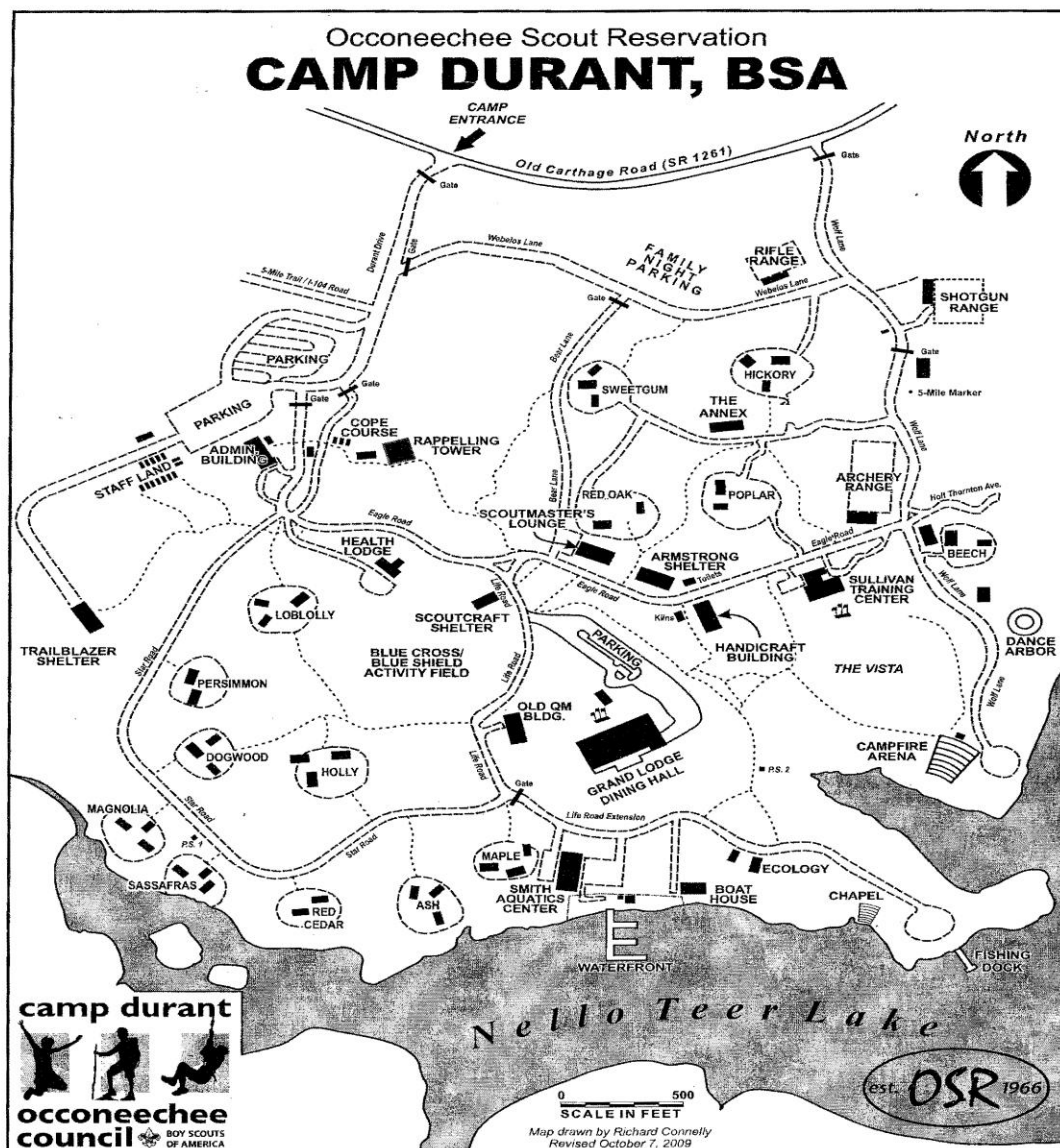 Occoneechee Scout Reservation
CAMP DURANT, BSA
CAMP
ENTRANCE
Old Carthage Road (SR 1261)
North
Gate
Gate
Durant Drive
Gate
Webelos Lane
FAMILY
NIGHT
PARKING
RIFLE
RANGE
Webelos Lane
Wolf Lane
5-Mile Trail / I-104 Road
SHOTGUN
RANGE
Gate
Bear Lane
Gate
PARKING
SWEETGUM
HICKORY
5-Mile Marker
Gate
Gate
PARKING
THE
ANNEX
Wolf Lane
COPE
COURSE
RAPPELLING
TOWER
ADMIN.
BUILDING
STAFF LAND
Bear Lane
RED OAK
POPLAR
ARCHERY
RANGE
Holt Thornton Ave.
SCOUTMASTER'S
LOUNGE
Eagle Road
Eagle Road
HEALTH
LODGE
ARMSTRONG
SHELTER
Toilets
BEECH
Eagle Road
SULLIVAN
TRAINING
CENTER
Wolf Lane
Life Road
LOBLOLLY
SCOUTCRAFT
SHELTER
Kilns
PARKING
HANDICRAFT
BUILDING
DANCE
ARBOR
TRAILBLAZER
SHELTER
Star Road
BLUE CROSS/
BLUE SHIELD
ACTIVITY FIELD
Life Road
THE VISTA
PERSIMMON
OLD QM
BLDG.
Wolf Lane
DOGWOOD
HOLLY
Life Road
GRAND LODGE
DINING HALL
CAMPFIRE
ARENA
P.S. 2
Gate
MAGNOLIA
Star Road
P.S. 1
Star Road
Life Road Extension
SASSAFRAS
MAPLE
SMITH
AQUATICS
CENTER
ECOLOGY
BOAT
HOUSE
CHAPEL
RED
CEDAR
ASH
WATERFRONT
FISHING
DOCK
Nello Teer Lake
camp durant
occoneechee
council BOY SCOUTS
OF AMERICA
0 500
SCALE IN FEET
Map drawn by Richard Connelly
Revised October 7, 2009
est. OSR 1966